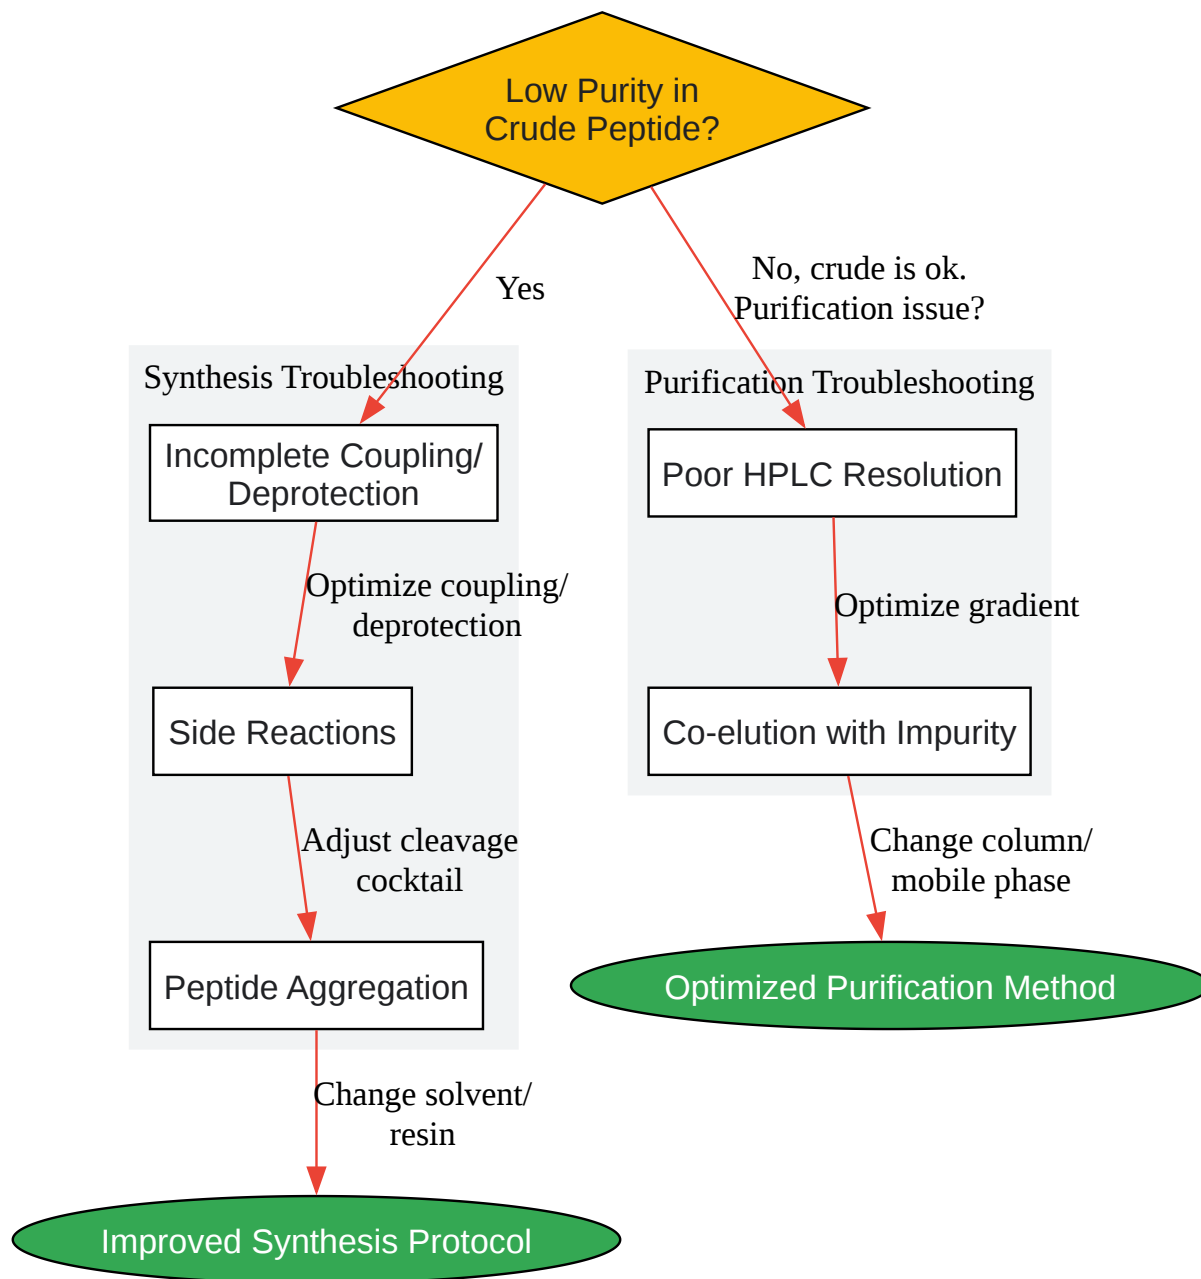 Low Purity in
Crude Peptide?
Yes
No, crude is ok.
Purification issue?
Synthesis Troubleshooting
Incomplete Coupling/
Deprotection
Optimize coupling/
deprotection
Side Reactions
Adjust cleavage
cocktail
Peptide Aggregation
Change solvent/
resin
Improved Synthesis Protocol
Purification Troubleshooting
Poor HPLC Resolution
Optimize gradient
Co-elution with Impurity
Change column/
mobile phase
Optimized Purification Method